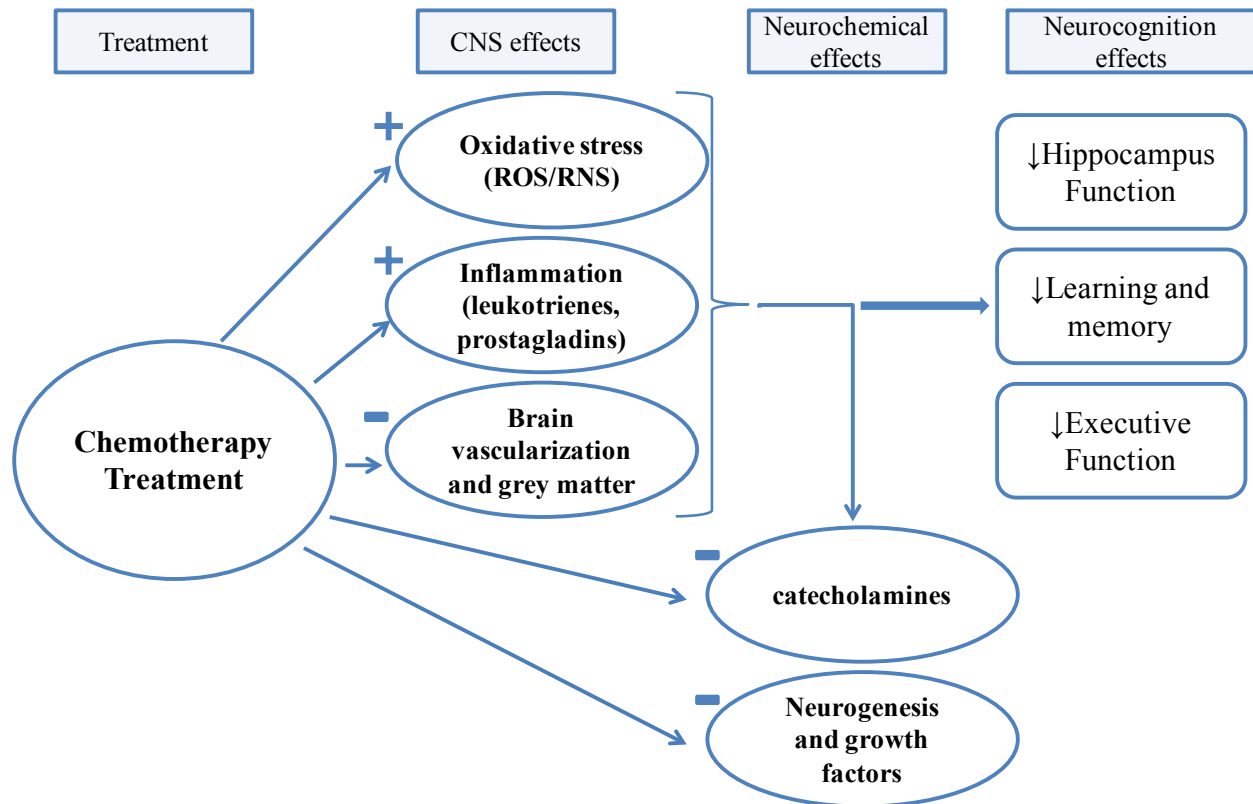 Treatment
CNS effects
Neurochemical
effects
Neurocognition
effects
+
Oxidative stress
(ROS/RNS)
+
Inflammation
(leukotrienes,
prostagladins)
-
Brain
vascularization
and grey matter
Chemotherapy
Treatment
-
catecholamines
-
Neurogenesis
and growth
factors
↓Hippocampus
Function
↓Learning and
memory
↓Executive
Function